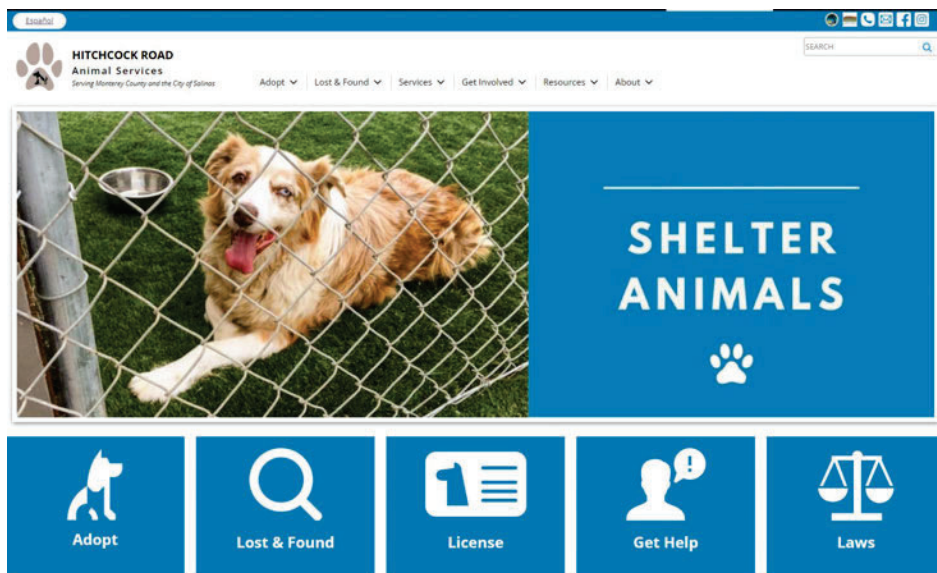 Español
SEARCH
HITCHCOCK ROAD
Animal Services
Serving Monterey County and the City of Salinas
Adopt Lost & Found Services Get Involved Resources About
SHELTER
ANIMALS
Adopt
Lost & Found
License
Get Help
Laws